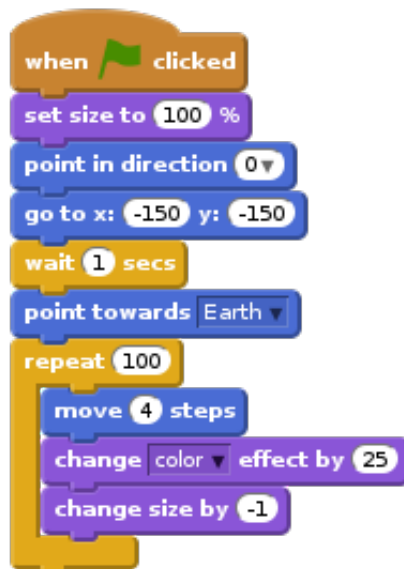 when clicked
set size to 100 %
point in direction 0
go to x: -150 y: -150
wait 1 secs
point towards Earth
repeat 100
move 4 steps
change color effect by 25
change size by -1